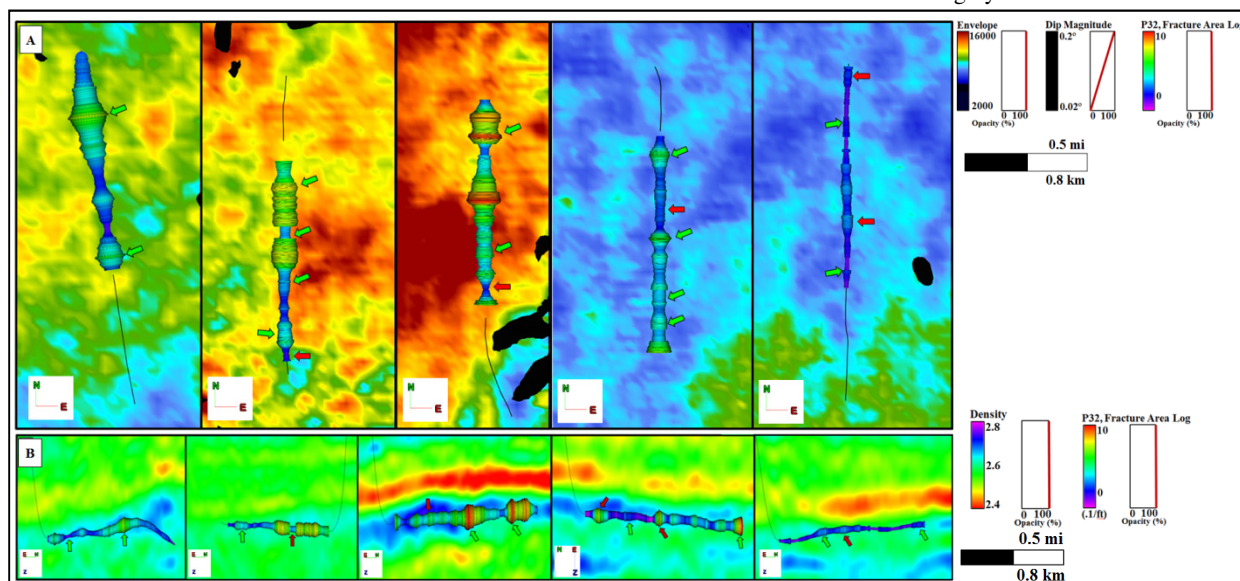 A
Envelope
16000
2000
0 100
Opacity (%)
Dip Magnitude
0.2°
0.02°
0 100
P32, Fracture Area Log
10
0
0 100
Opacity (%)
0.5 mi
0.8 km
N
E
N
E
N
E
N
E
N
E
B
Density
2.8
2.6
2.4
0 100
Opacity (%)
P32, Fracture Area Log
10
0
(.1/ft)
0 100
Opacity (%)
0.5 mi
0.8 km
Z
Z
Z
N E
Z
Z